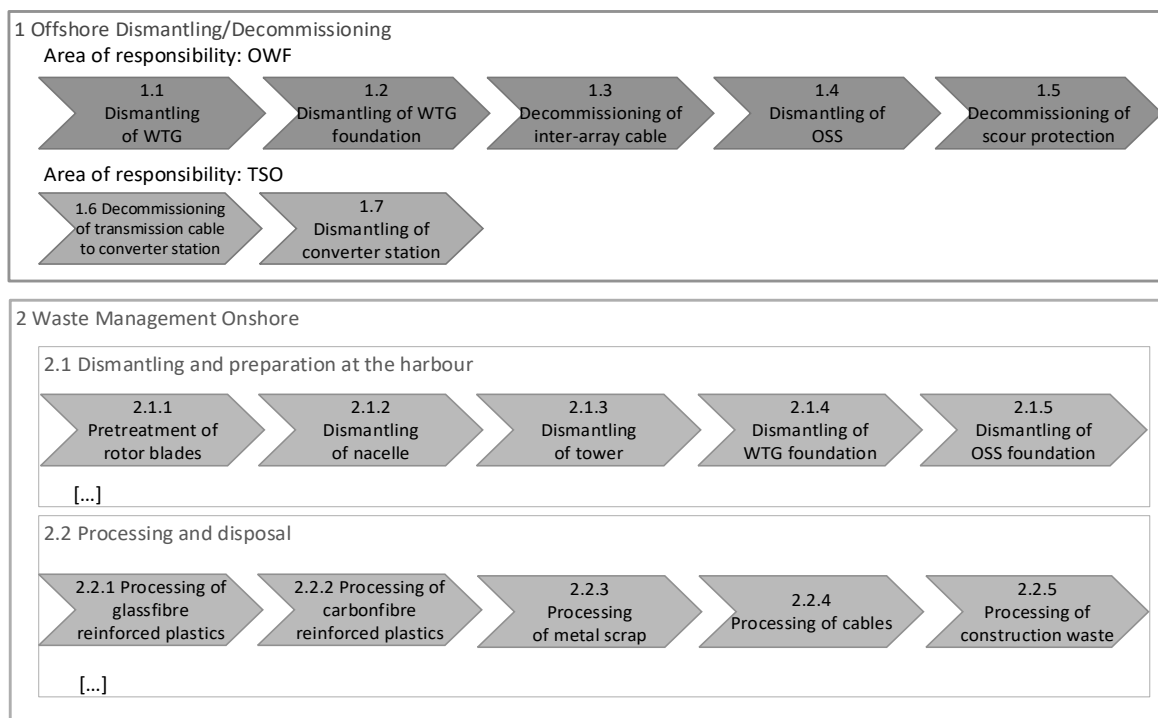 1 Offshore Dismantling/Decommissioning
Area of responsibility: OWF
1.1
Dismantling
of WTG
1.2
Dismantling of WTG
foundation
1.3
Decommissioning of
inter-array cable
1.4
Dismantling of
OSS
1.5
Decommissioning of
scour protection
Area of responsibility: TSO
1.6 Decommissioning
of transmission cable
to converter station
1.7
Dismantling of
converter station
2 Waste Management Onshore
2.1 Dismantling and preparation at the harbour
2.1.1
Pretreatment of
rotor blades
2.1.2
Dismantling
of nacelle
2.1.3
Dismantling
of tower
2.1.4
Dismantling of
WTG foundation
2.1.5
Dismantling of
OSS foundation
[...]
2.2 Processing and disposal
2.2.1 Processing of
glassfibre
reinforced plastics
2.2.2 Processing of
carbonfibre
reinforced plastics
2.2.3
Processing
of metal scrap
2.2.4
Processing of cables
2.2.5
Processing of
construction waste
[...]